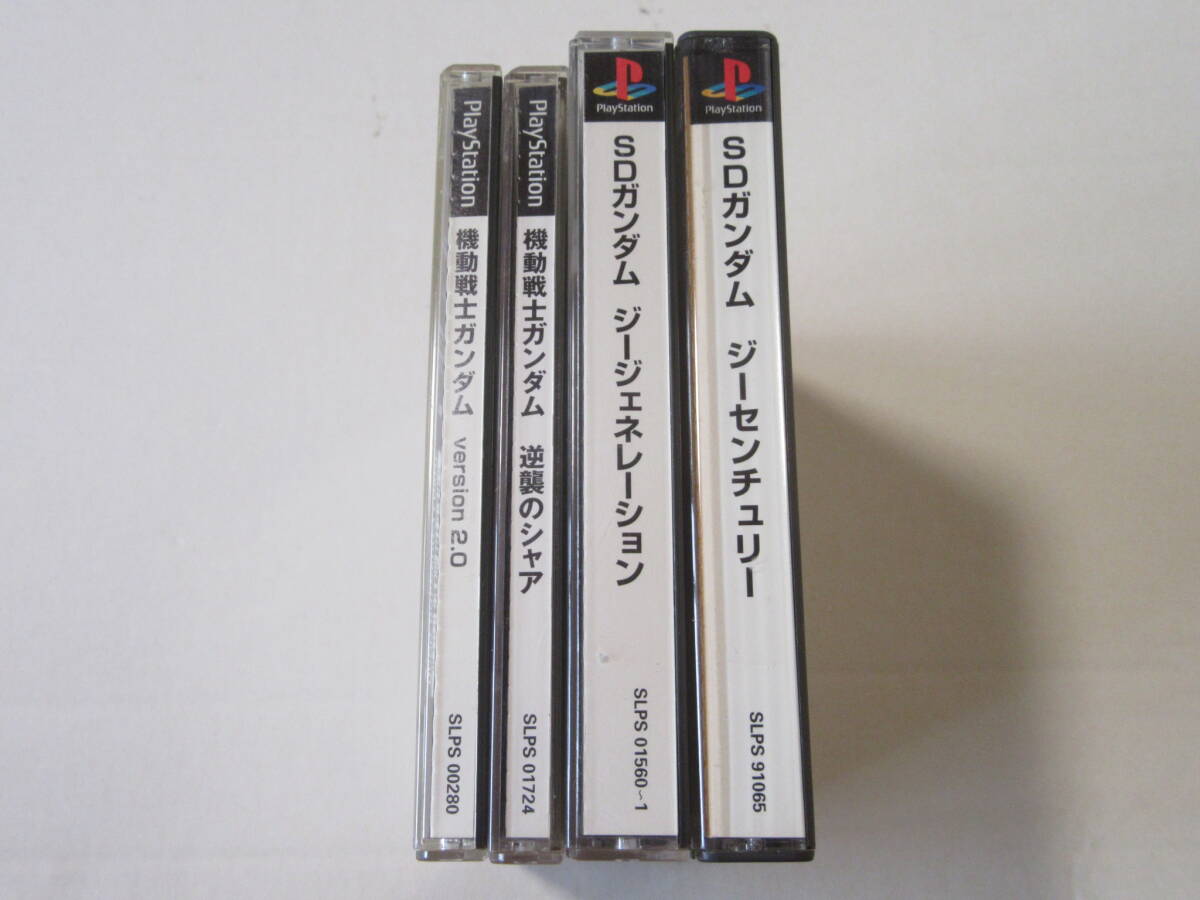 PlayStation
機動戦士ガンダム version 2.0
SLPS 00280
PlayStation
機動戦士ガンダム 逆襲のシャア
SLPS 01724
PlayStation
SDガンダム ジージェネレーション
SLPS 01560~1
PlayStation
SDガンダム ジーセンチュリー
SLPS 91065